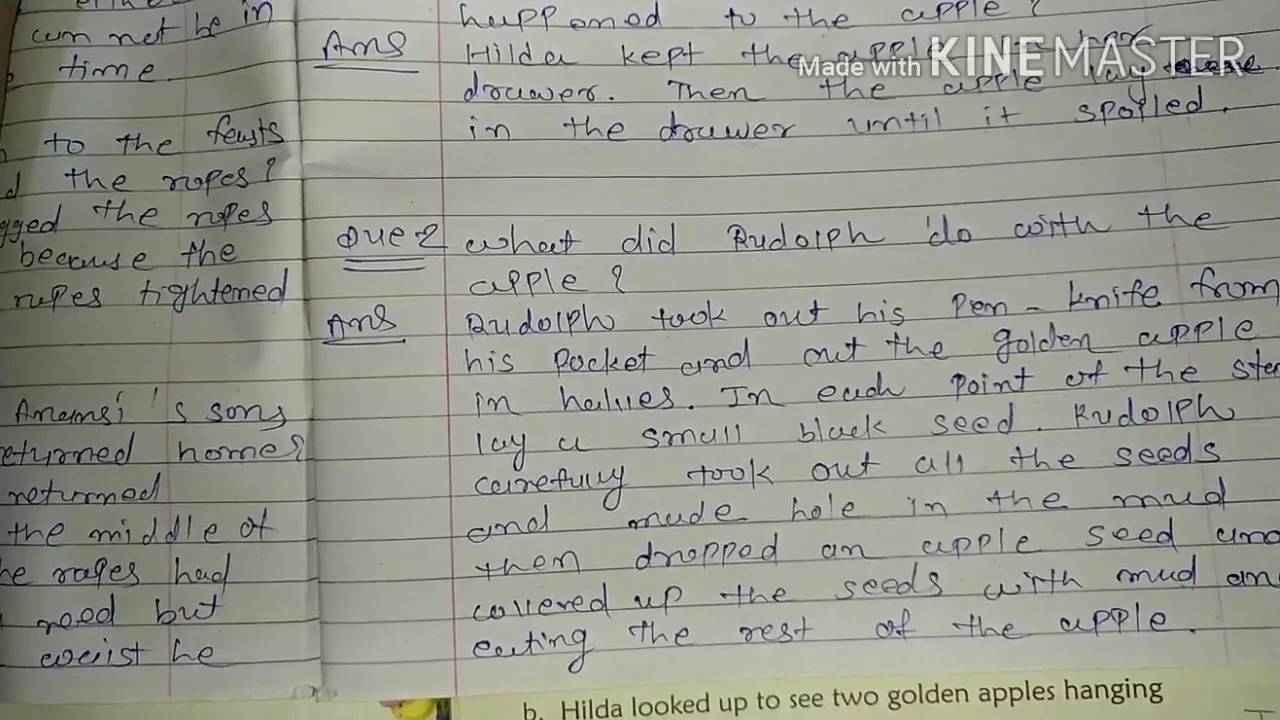 can not be in
time.
to the feasts
the ropes?
the ropes
because the
ropes tightened
Anansi's sons
returned home?
returned
the middle of
ropes had
need but
waist he
happened to the apple?
Ans Hilda kept the apple
drawer. Then the apple lay
in the drawer until it spoiled.
Que 2 what did Rudolph do with the
apple?
Ans Rudolph took out his Pen - knife from
his Pocket and out the golden apple
in halves. In each point of the
lay a small black seed. Rudolph
carefully took out all the seeds
and made hole in the mud
then dropped an apple seed and
covered up the seeds with mud
eating the rest of the apple.
b. Hilda looked up to see two golden apples hanging
Made with KINEMASTER